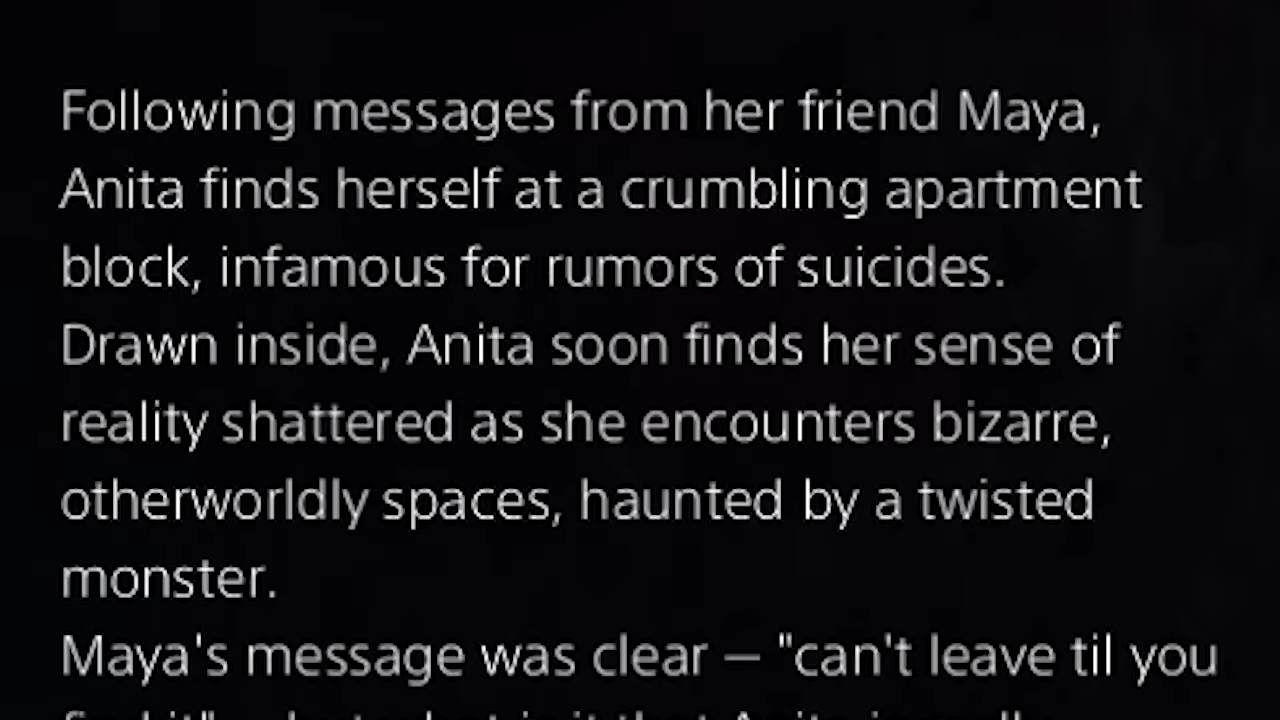 Following messages from her friend Maya,
Anita finds herself at a crumbling apartment
block, infamous for rumors of suicides.
Drawn inside, Anita soon finds her sense of
reality shattered as she encounters bizarre,
otherworldly spaces, haunted by a twisted
monster.
Maya's message was clear — "can't leave til you